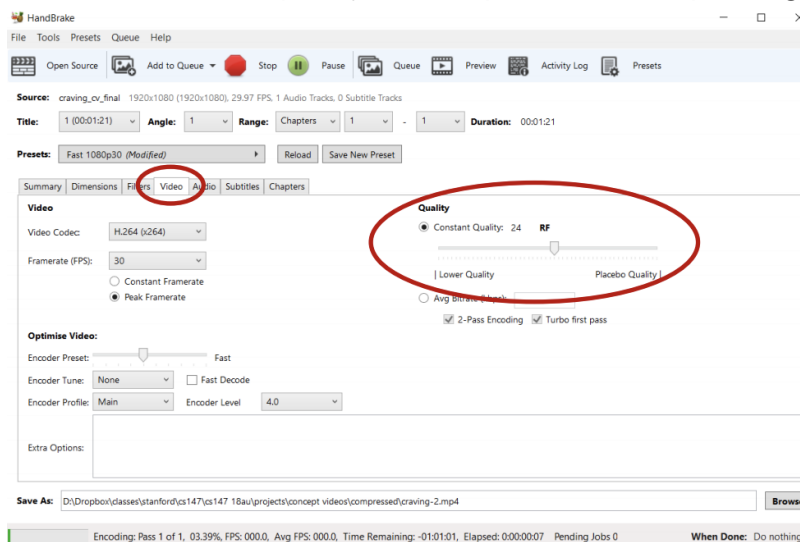 HandBrake
File Tools Presets Queue Help
Open Source Add to Queue Stop Pause Queue Preview Activity Log Presets
Source: craving_cv_final 1920x1080 (1920x1080), 29.97 FPS, 1 Audio Tracks, 0 Subtitle Tracks
Title: 1 (00:01:21) Angle: 1 Range: Chapters 1 - 1 Duration: 00:01:21
Presets: Fast 1080p30 (Modified) Reload Save New Preset
Summary Dimensions Filters Video Audio Subtitles Chapters
Video Quality
Video Codec: H.264 (x264) Constant Quality: 24 RF
Framerate (FPS): 30
Constant Framerate | Lower Quality Placebo Quality |
Peak Framerate Avg Bitrate (kbps):
2-Pass Encoding Turbo first pass
Optimise Video:
Encoder Preset: Fast
Encoder Tune: None Fast Decode
Encoder Profile: Main Encoder Level 4.0
Extra Options:
Save As: D:\Dropbox\classes\stanford\cs147\cs147 18au\projects\concept videos\compressed\craving-2.mp4 Browse
Encoding: Pass 1 of 1, 03.39%, FPS: 000.0, Avg FPS: 000.0, Time Remaining: -01:01:01, Elapsed: 0:00:00:07 Pending Jobs 0 When Done: Do nothing